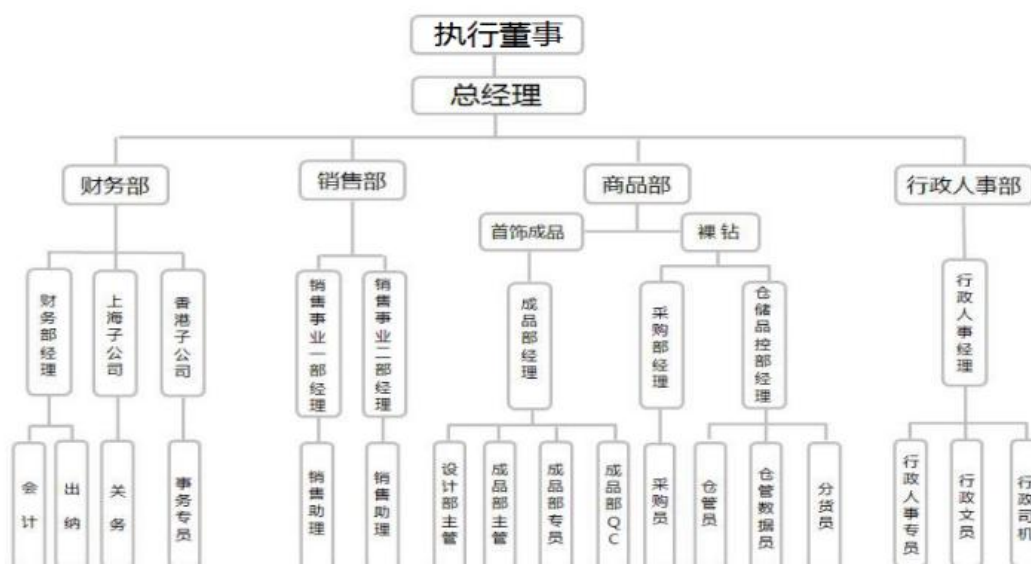 执行董事
总经理
财务部
销售部
商品部
行政人事部
首饰成品
裸钻
财务部经理
上海子公司
香港子公司
销售事业一部经理
销售事业二部经理
成品部经理
采购部经理
仓储品控部经理
行政人事经理
会计
出纳
关务
事务专员
销售助理
销售助理
设计部主管
成品部主管
成品部专员
成品部QC
采购员
仓管员
仓管数据员
分货员
行政人事专员
行政文员
行政司机